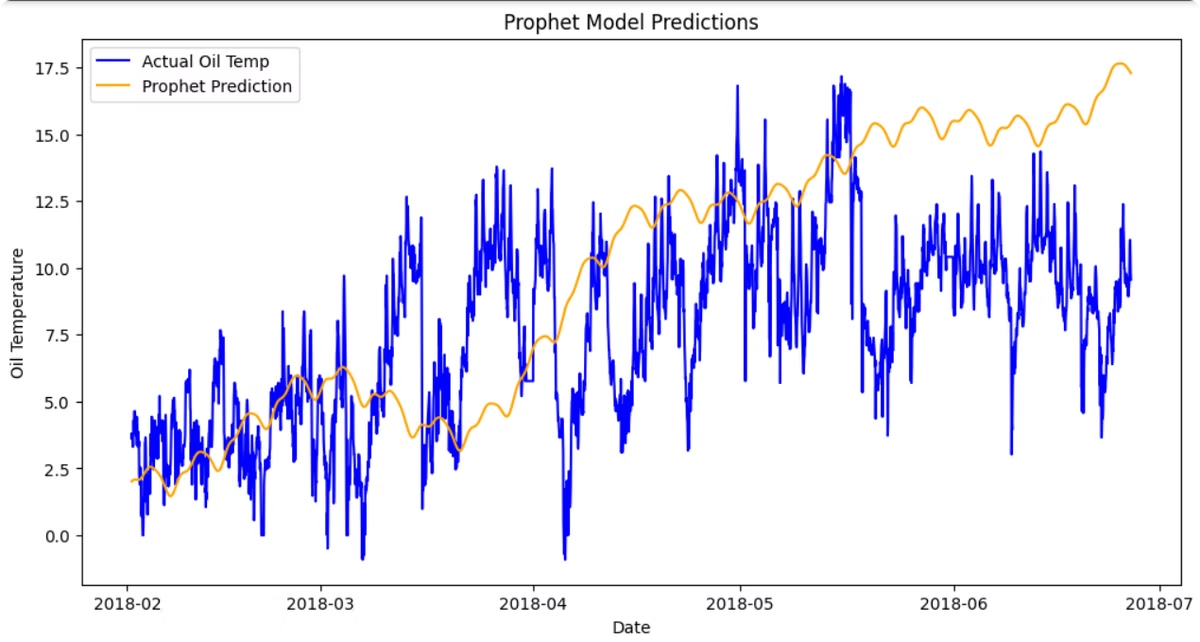 Prophet Model Predictions
Actual Oil Temp
Prophet Prediction
17.5
15.0
12.5
10.0
7.5
5.0
2.5
0.0
Oil Temperature
2018-02 2018-03 2018-04 2018-05 2018-06 2018-07
Date